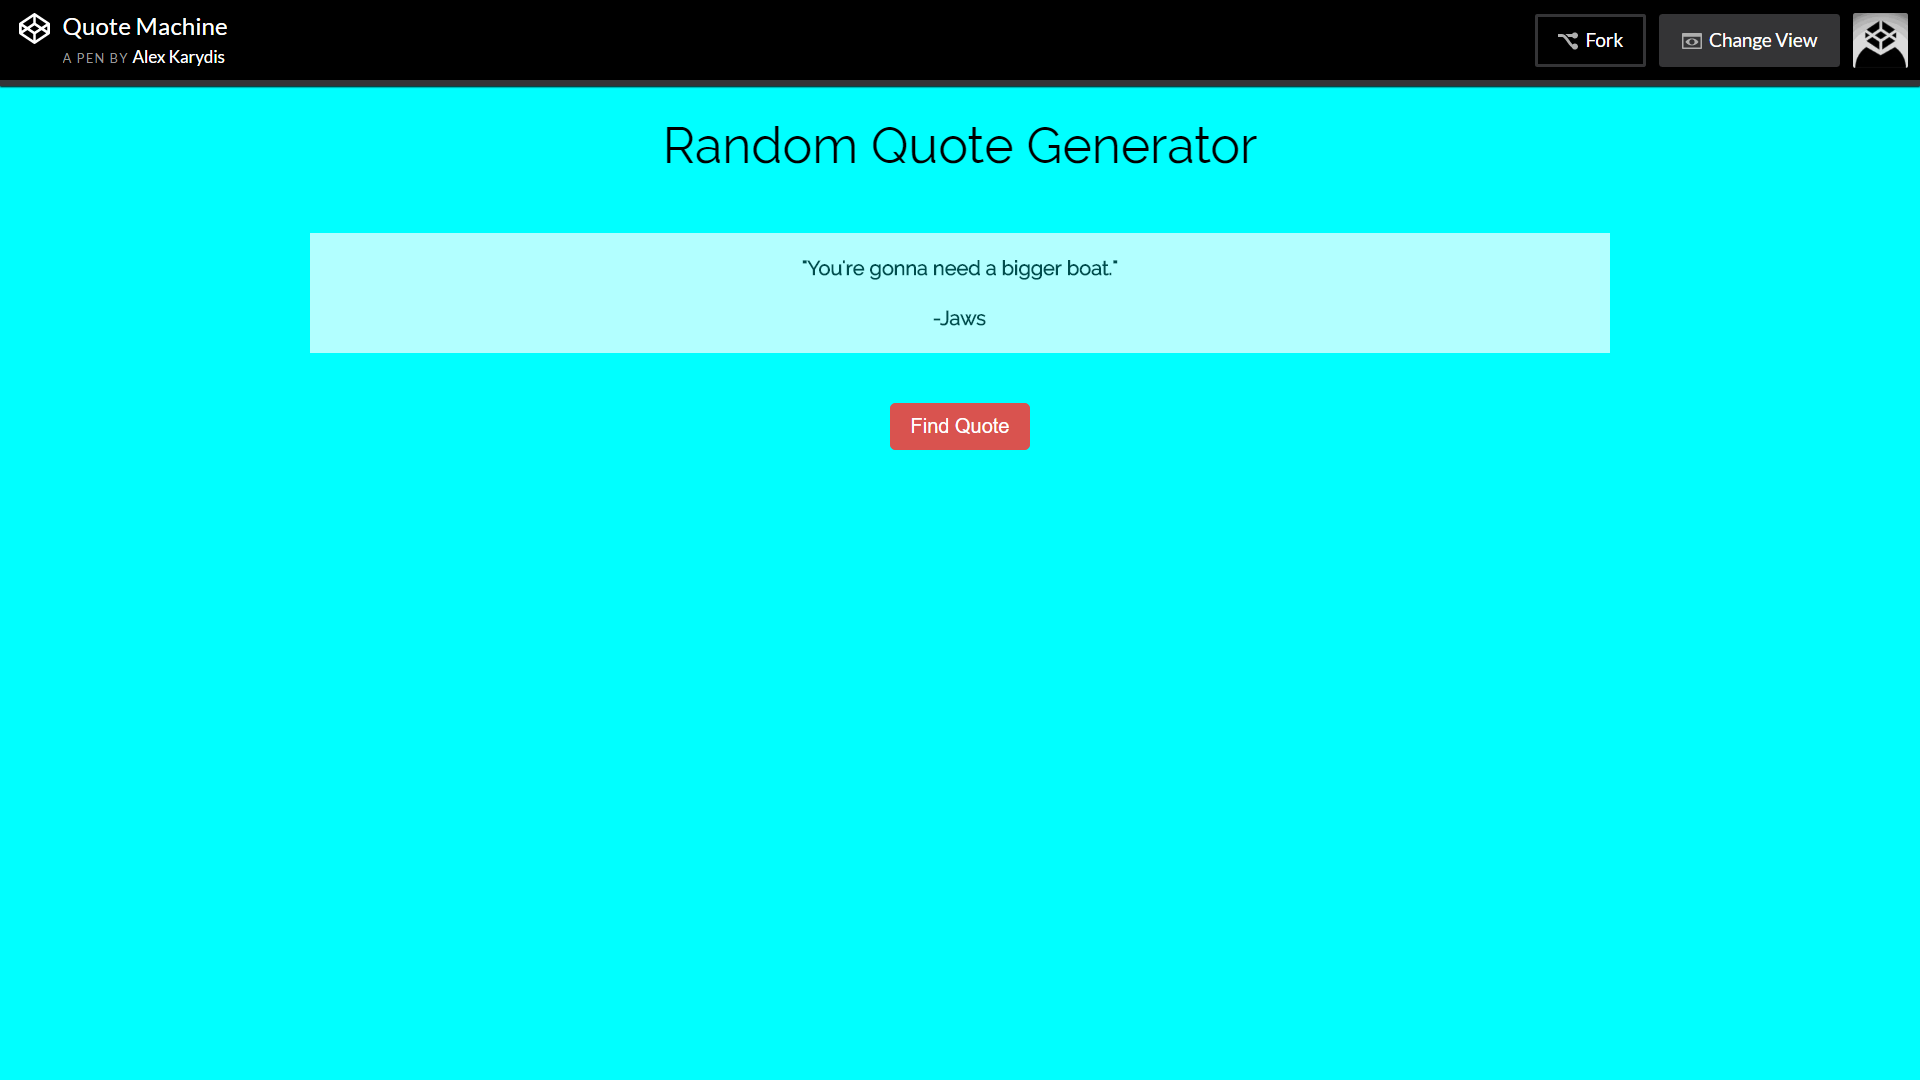 Quote Machine
A PEN BY Alex Karydis
Fork
Change View
Random Quote Generator
"You're gonna need a bigger boat."
-Jaws
Find Quote